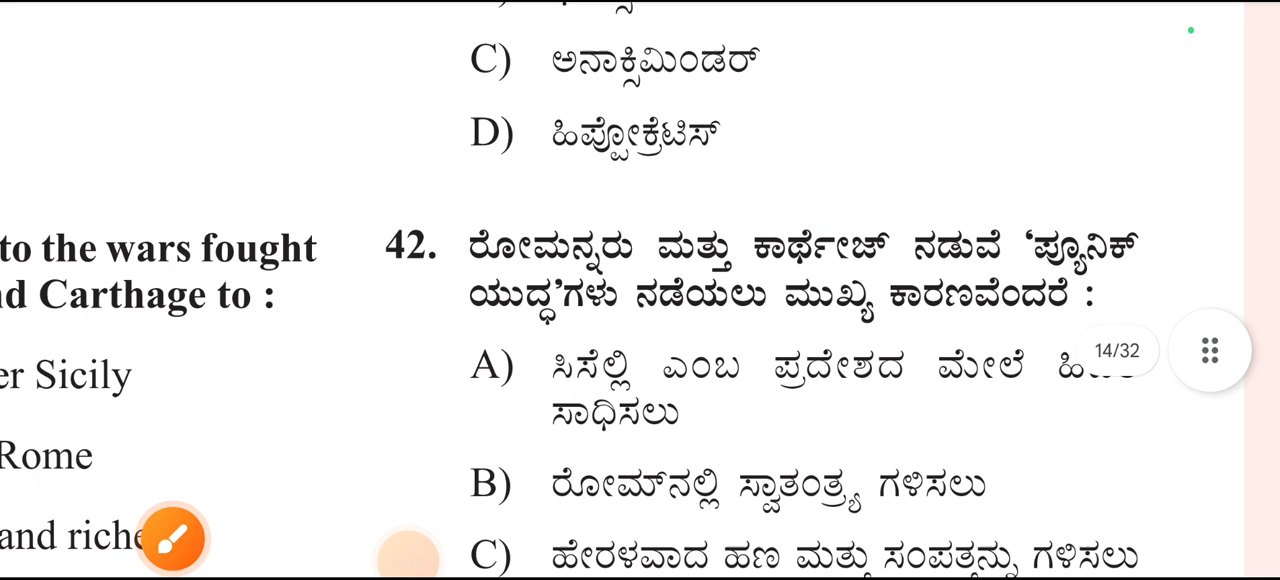 C) ಅನಾಕ್ಸಿಮಿಂಡರ್
D) ಹಿಪ್ಪೋಕ್ರೆಟಿಸ್
to the wars fought
d Carthage to :
er Sicily
Rome
and riche
42. ರೋಮನ್ನರು ಮತ್ತು ಕಾರ್ಥೇಜ್ ನಡುವೆ ‘ಪ್ಯೂನಿಕ್
ಯುದ್ಧ’ಗಳು ನಡೆಯಲು ಮುಖ್ಯ ಕಾರಣವೆಂದರೆ :
A) ಸಿಸೆಲ್ಲಿ ಎಂಬ ಪ್ರದೇಶದ ಮೇಲೆ
ಸಾಧಿಸಲು
B) ರೋಮ್‌ನಲ್ಲಿ ಸ್ವಾತಂತ್ರ್ಯ ಗಳಿಸಲು
C) ಹೇರಳವಾದ ಹಣ ಮತ್ತು ಸಂಪತ್ತನ್ನು ಗಳಿಸಲು
14/32